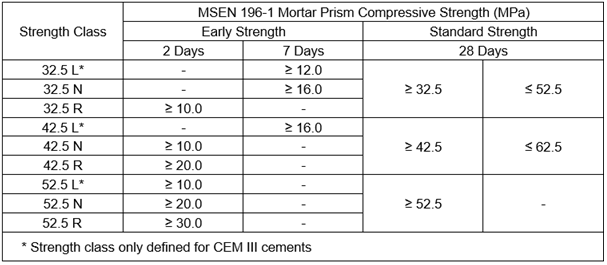 Strength Class
MSEN 196-1 Mortar Prism Compressive Strength (MPa)
Early Strength Standard Strength
2 Days 7 Days 28 Days
32.5 L* - ≥ 12.0
32.5 N - ≥ 16.0 ≥ 32.5 ≤ 52.5
32.5 R ≥ 10.0 -
42.5 L* - ≥ 16.0
42.5 N ≥ 10.0 - ≥ 42.5 ≤ 62.5
42.5 R ≥ 20.0 -
52.5 L* ≥ 10.0 -
52.5 N ≥ 20.0 - ≥ 52.5 -
52.5 R ≥ 30.0 -
* Strength class only defined for CEM III cements